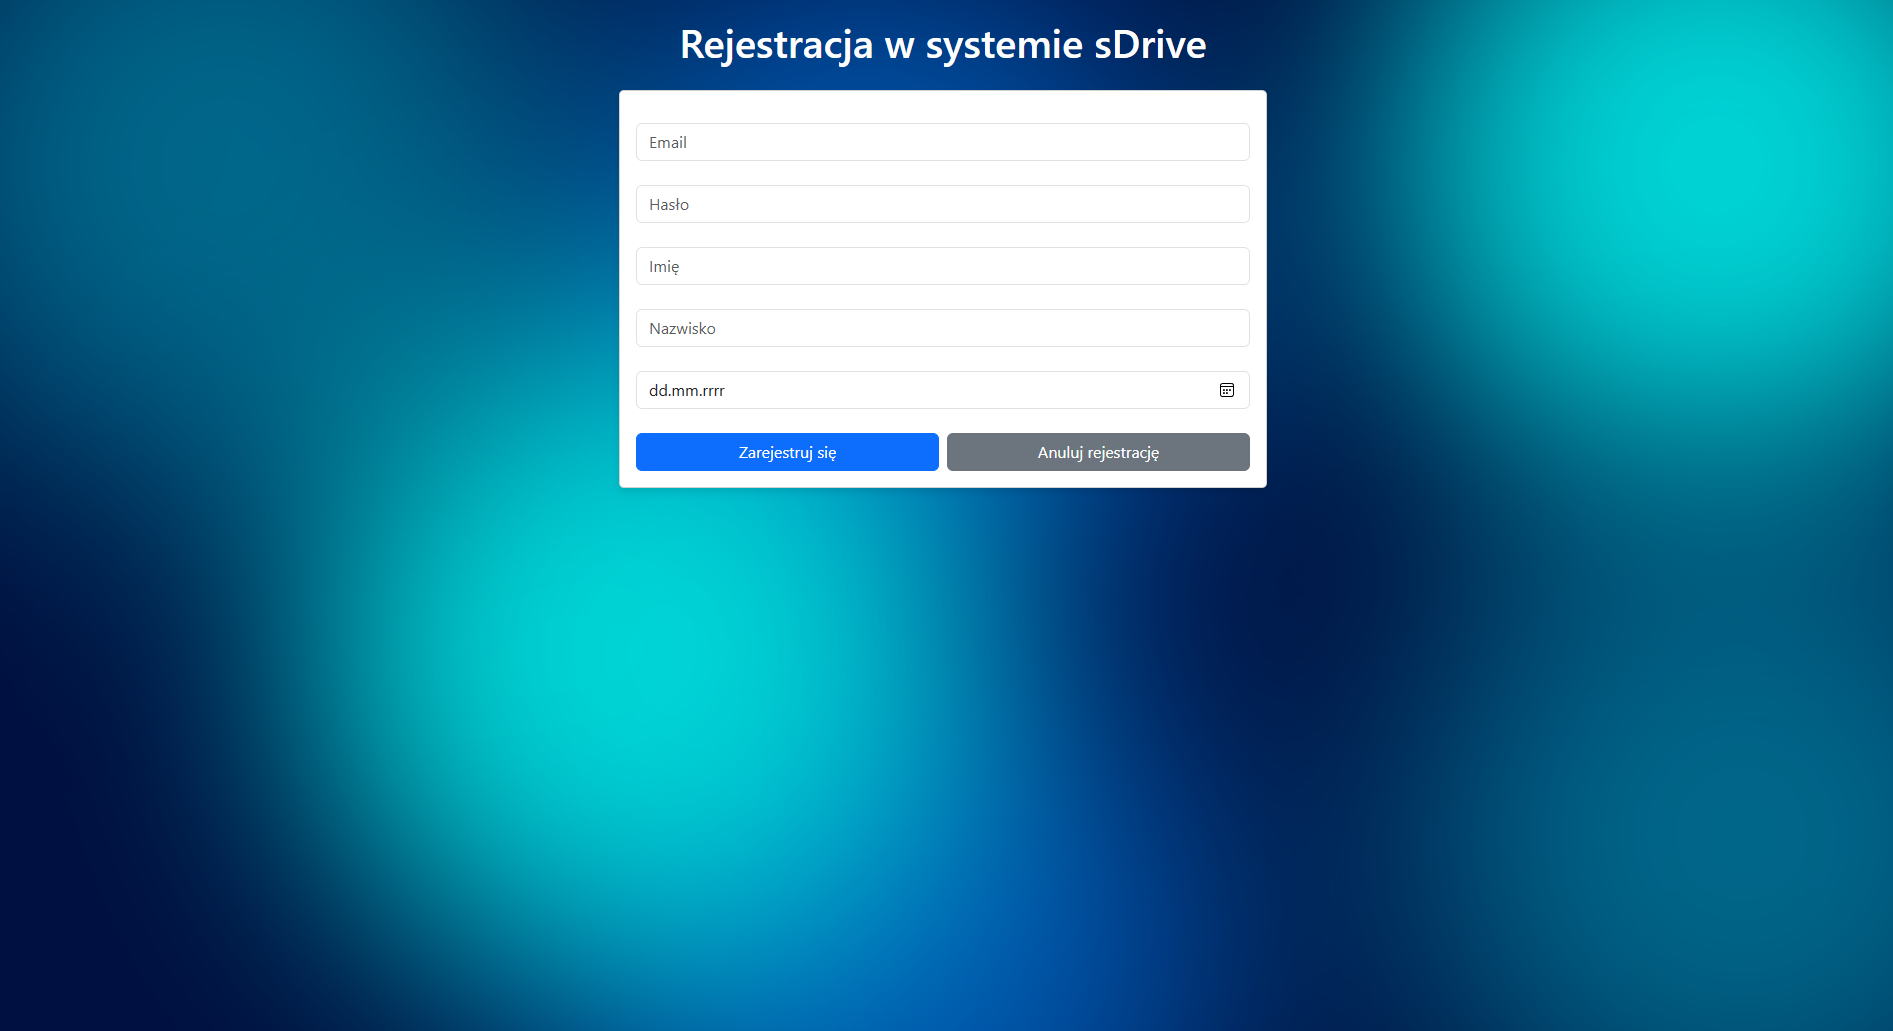 Rejestracja w systemie sDrive
Email
Hasło
Imię
Nazwisko
dd.mm.rrrr
Zarejestruj się Anuluj rejestrację